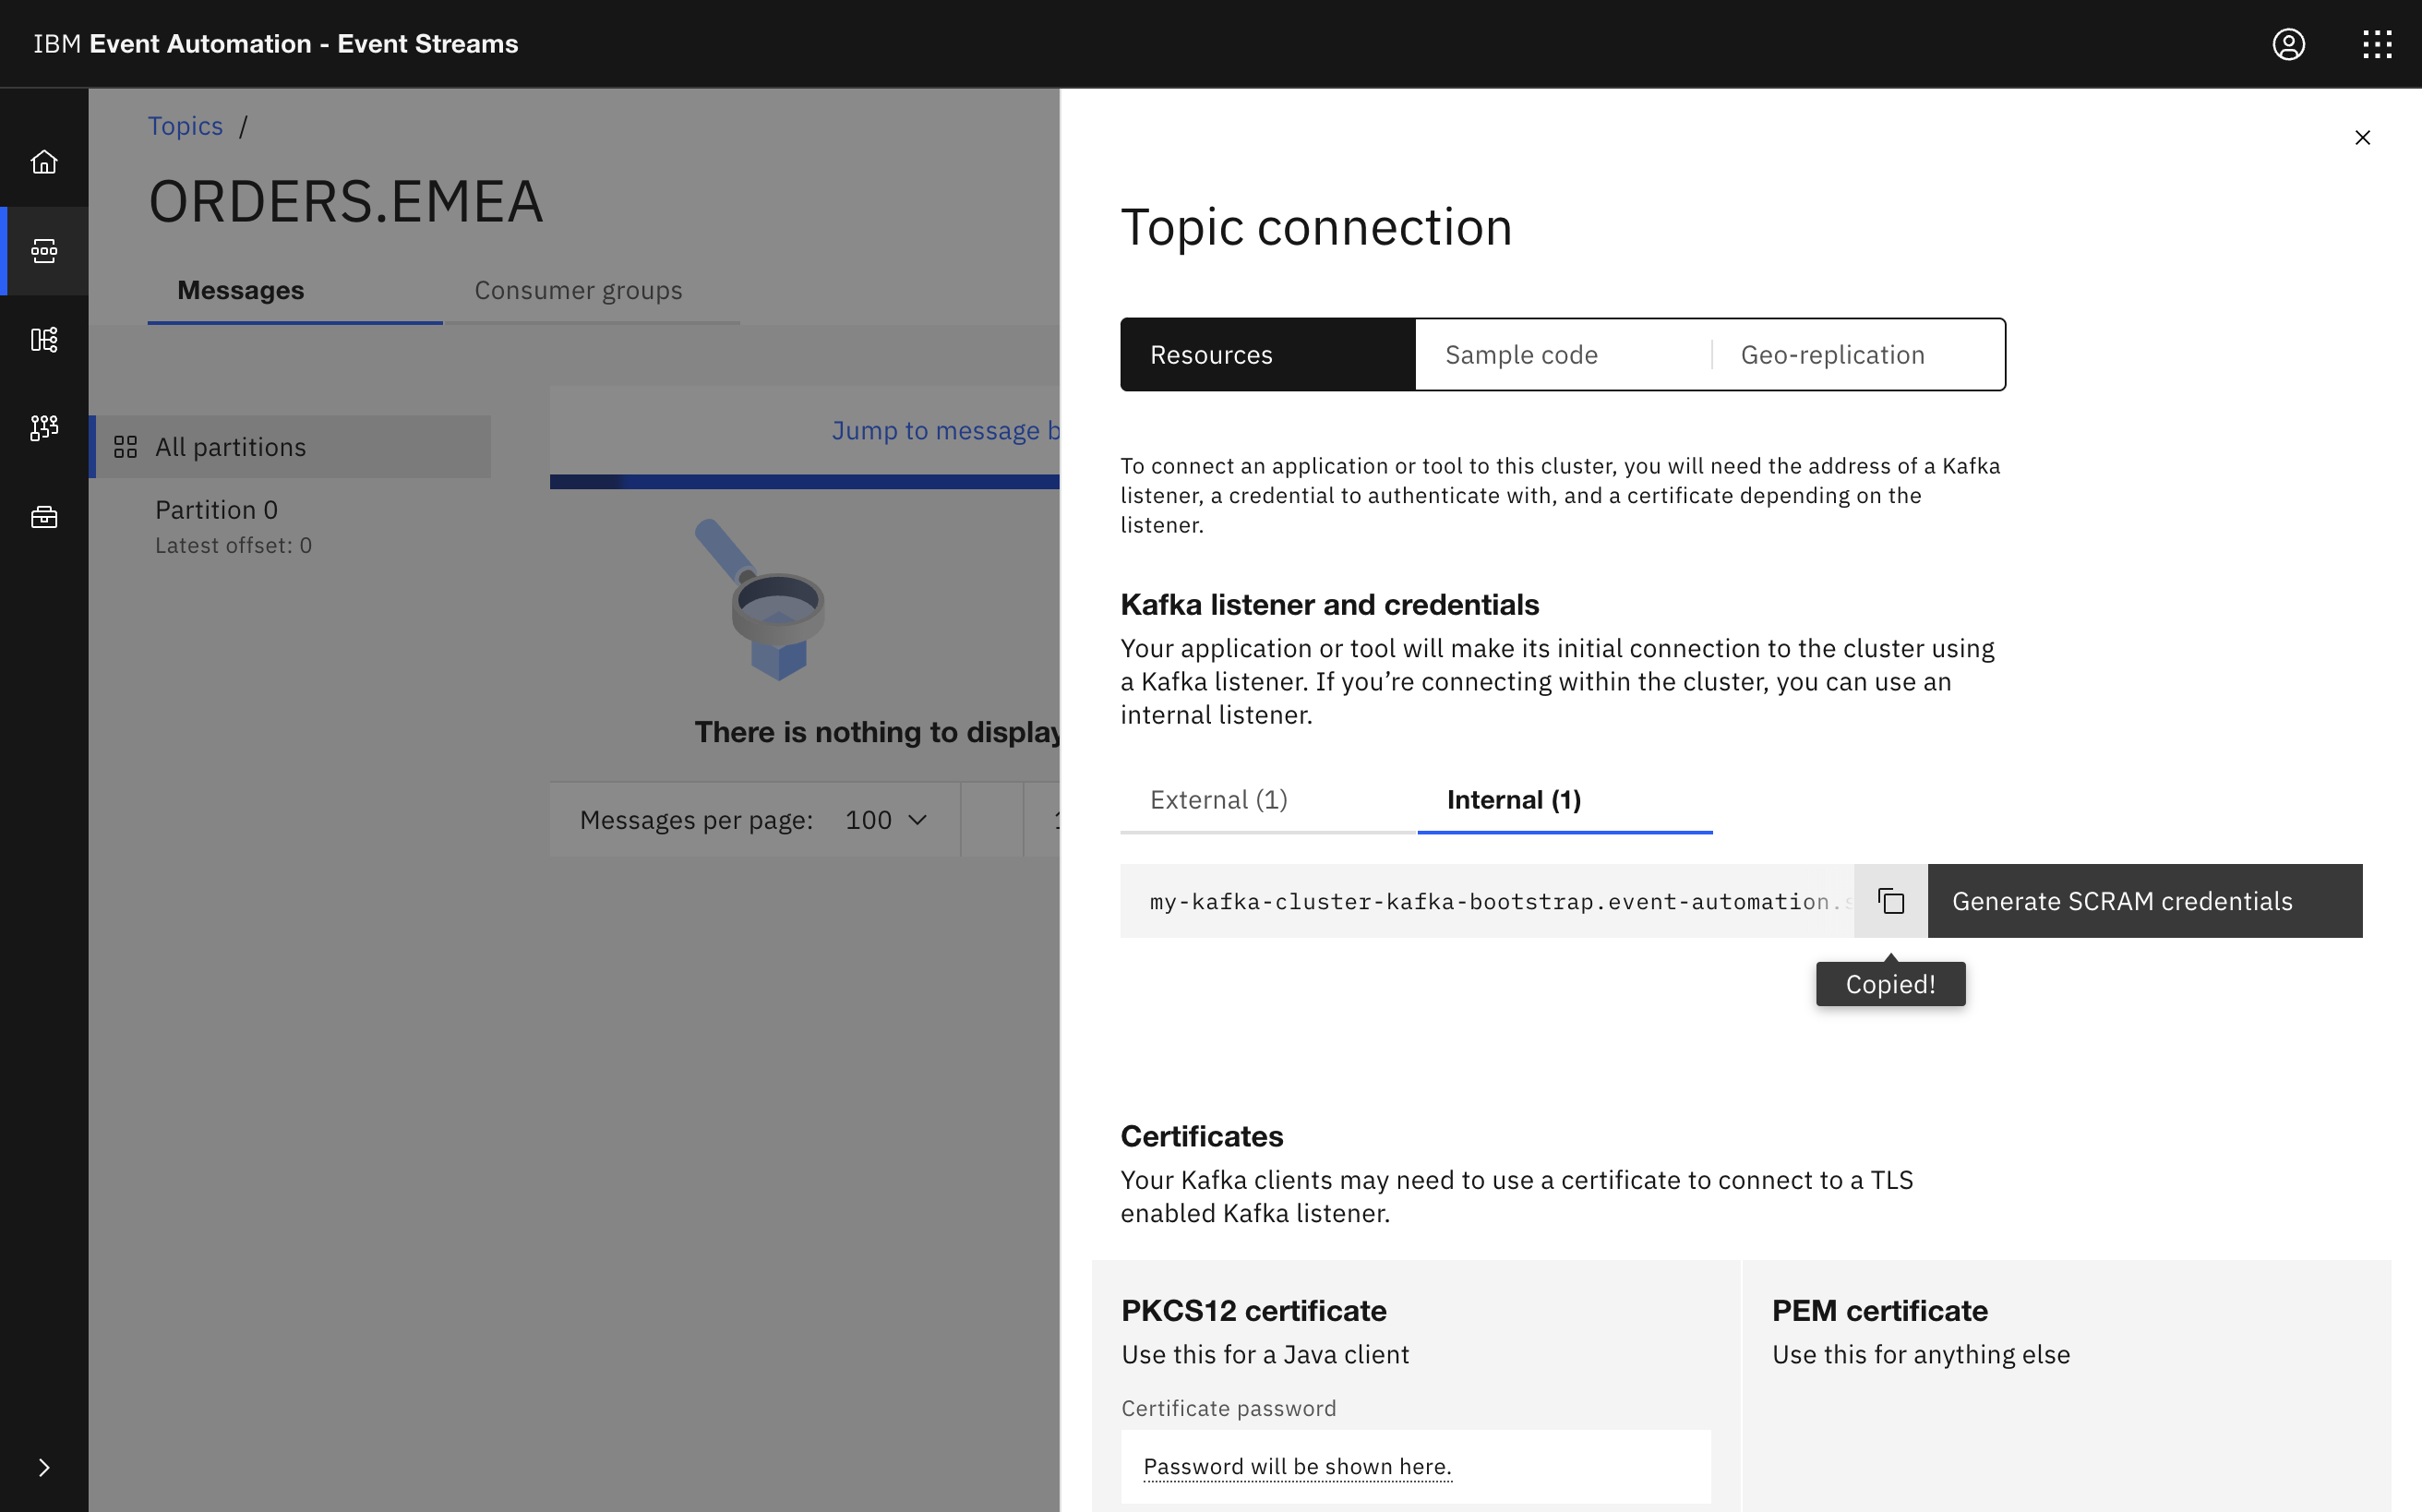 IBM Event Automation - Event Streams
Topics /
ORDERS.EMEA
Messages
Consumer groups
All partitions
Partition 0
Latest offset: 0
Jump to message
There is nothing to display
Messages per page: 100
Topic connection
Resources
Sample code
Geo-replication
To connect an application or tool to this cluster, you will need the address of a Kafka
listener, a credential to authenticate with, and a certificate depending on the
listener.
Kafka listener and credentials
Your application or tool will make its initial connection to the cluster using
a Kafka listener. If you’re connecting within the cluster, you can use an
internal listener.
External (1)
Internal (1)
my-kafka-cluster-kafka-bootstrap.event-automation.s
Generate SCRAM credentials
Copied!
Certificates
Your Kafka clients may need to use a certificate to connect to a TLS
enabled Kafka listener.
PKCS12 certificate
Use this for a Java client
Certificate password
Password will be shown here.
PEM certificate
Use this for anything else